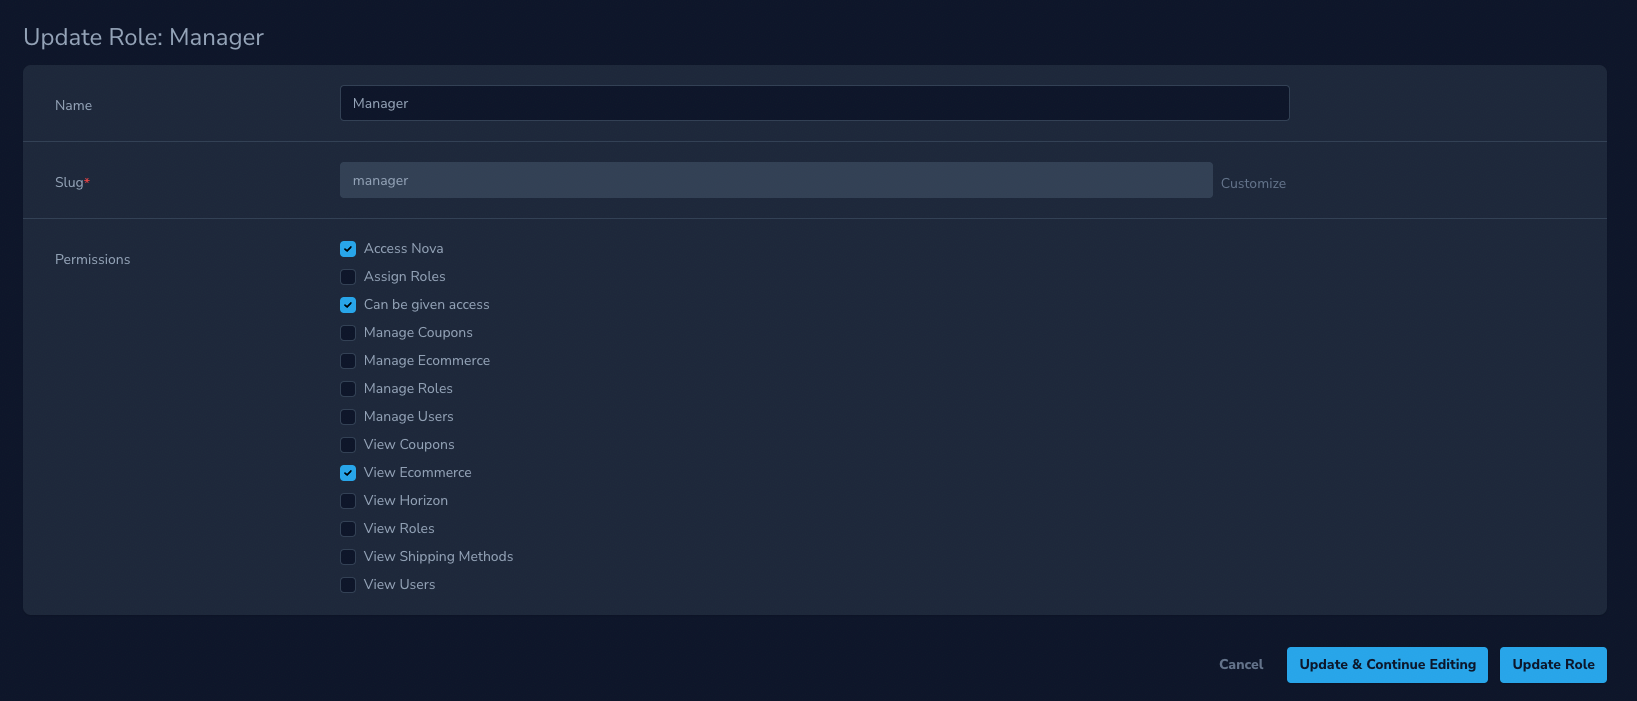 Update Role: Manager
Name
Manager
Slug*
manager
Customize
Permissions
Access Nova
Assign Roles
Can be given access
Manage Coupons
Manage Ecommerce
Manage Roles
Manage Users
View Coupons
View Ecommerce
View Horizon
View Roles
View Shipping Methods
View Users
Cancel
Update & Continue Editing
Update Role